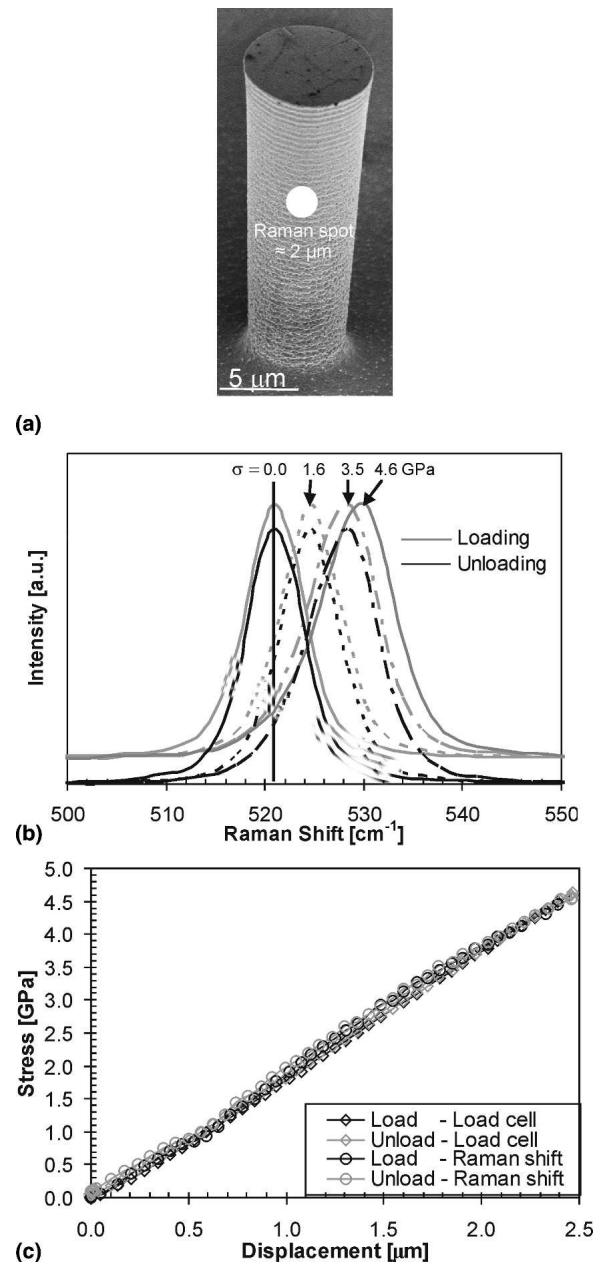 Raman spot
≈ 2 μm
5 μm
(a)
σ = 0.0 1.6 3.5 4.6 GPa
Loading
Unloading
Intensity [a.u.]
500 510 520 530 540 550
Raman Shift [cm⁻¹]
(b)
5.0
4.5
4.0
3.5
3.0
2.5
2.0
1.5
1.0
0.5
0.0
Stress [GPa]
Load - Load cell
Unload - Load cell
Load - Raman shift
Unload - Raman shift
0.0 0.5 1.0 1.5 2.0 2.5
Displacement [μm]
(c)